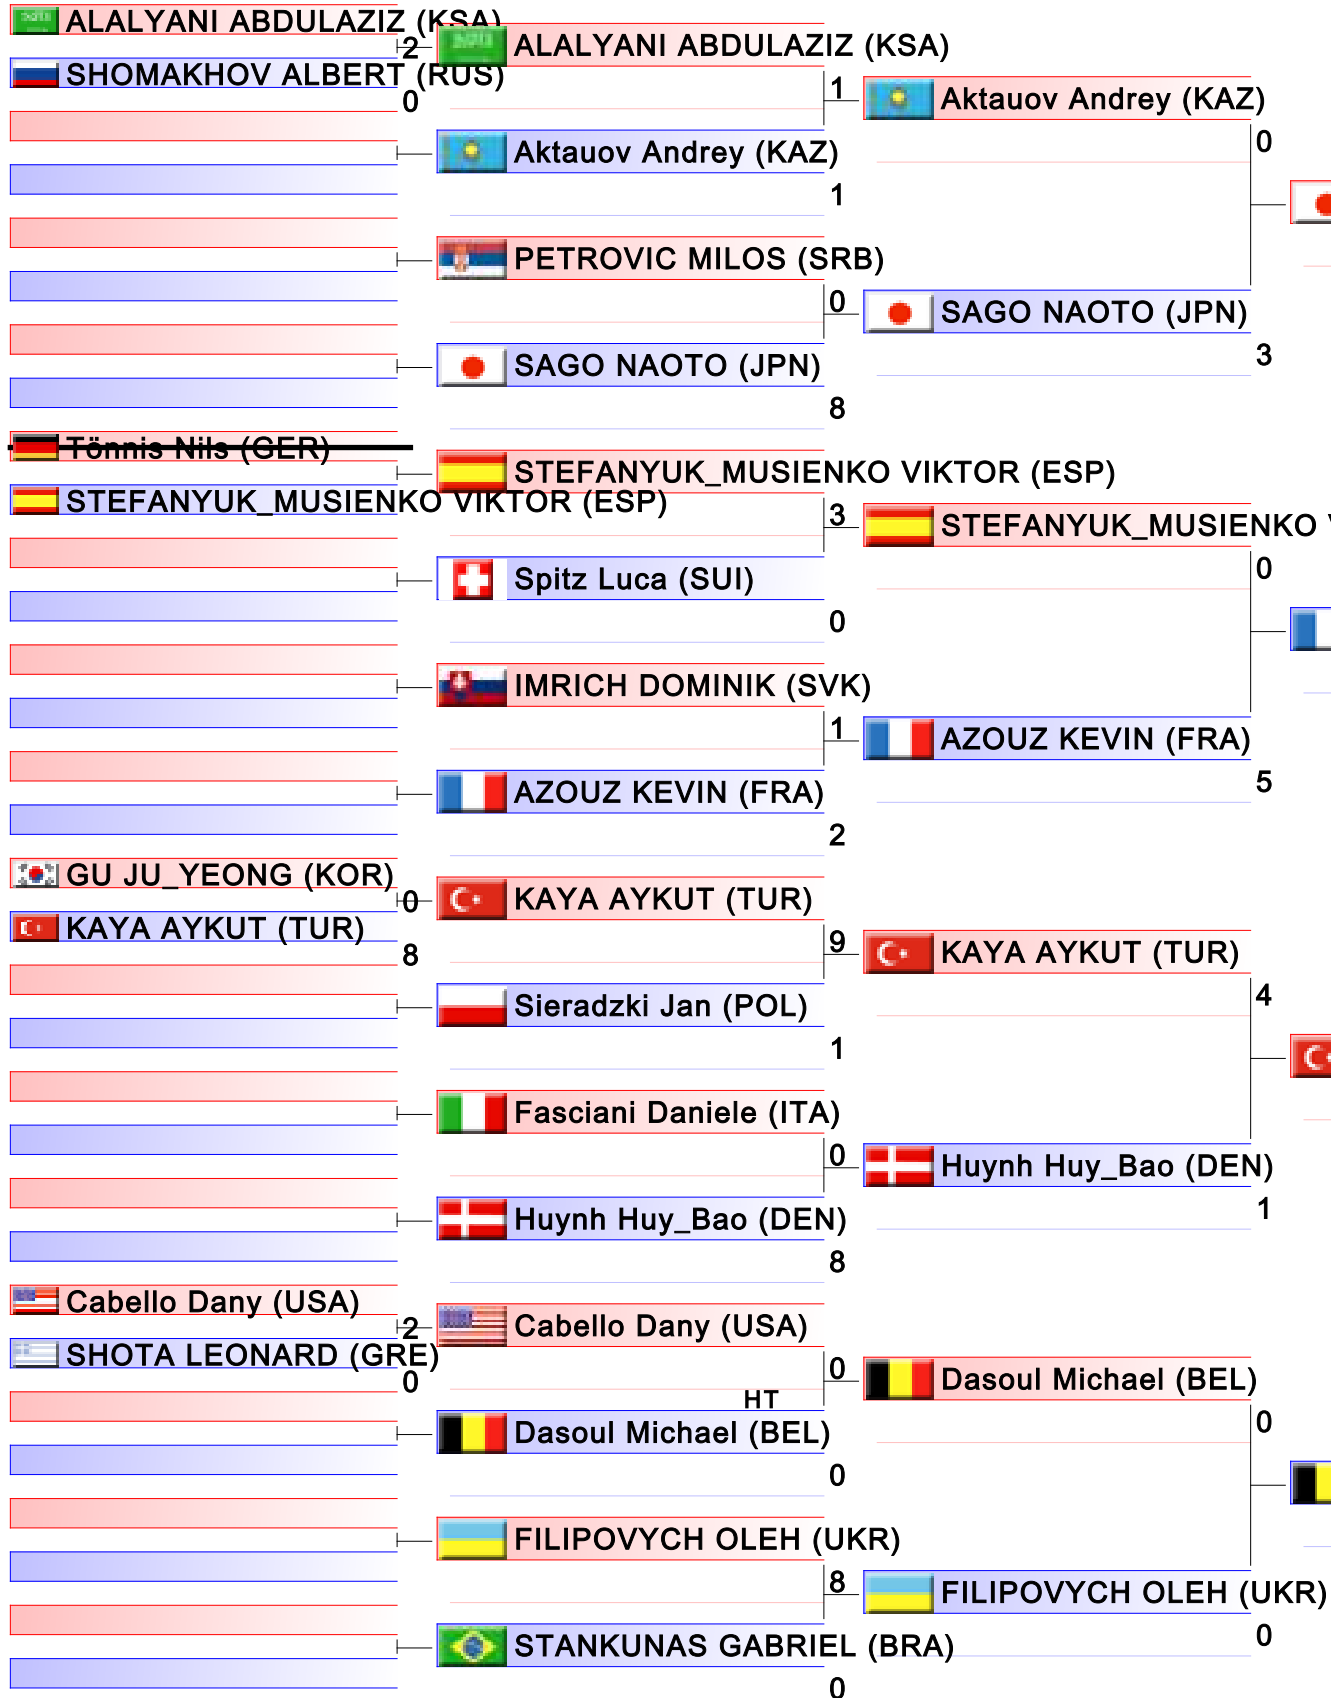 ALALYANI ABDULAZIZ (KSA)
2
SHOMAKHOV ALBERT (RUS)
0
Tönnis Nils (GER)
STEFANYUK_MUSIENKO VIKTOR (ESP)
GU JU_YEONG (KOR)
0
KAYA AYKUT (TUR)
8
Cabello Dany (USA)
2
SHOTA LEONARD (GRE)
0
ALALYANI ABDULAZIZ (KSA)
1
Aktauov Andrey (KAZ)
1
PETROVIC MILOS (SRB)
0
SAGO NAOTO (JPN)
8
STEFANYUK_MUSIENKO VIKTOR (ESP)
3
Spitz Luca (SUI)
0
IMRICH DOMINIK (SVK)
1
AZOUZ KEVIN (FRA)
2
KAYA AYKUT (TUR)
9
Sieradzki Jan (POL)
1
Fasciani Daniele (ITA)
0
Huynh Huy_Bao (DEN)
8
Cabello Dany (USA)
0
HT
Dasoul Michael (BEL)
0
FILIPOVYCH OLEH (UKR)
8
STANKUNAS GABRIEL (BRA)
0
Aktauov Andrey (KAZ)
0
SAGO NAOTO (JPN)
3
STEFANYUK_MUSIENKO
0
AZOUZ KEVIN (FRA)
5
KAYA AYKUT (TUR)
4
Huynh Huy_Bao (DEN)
1
Dasoul Michael (BEL)
0
FILIPOVYCH OLEH (UKR)
0